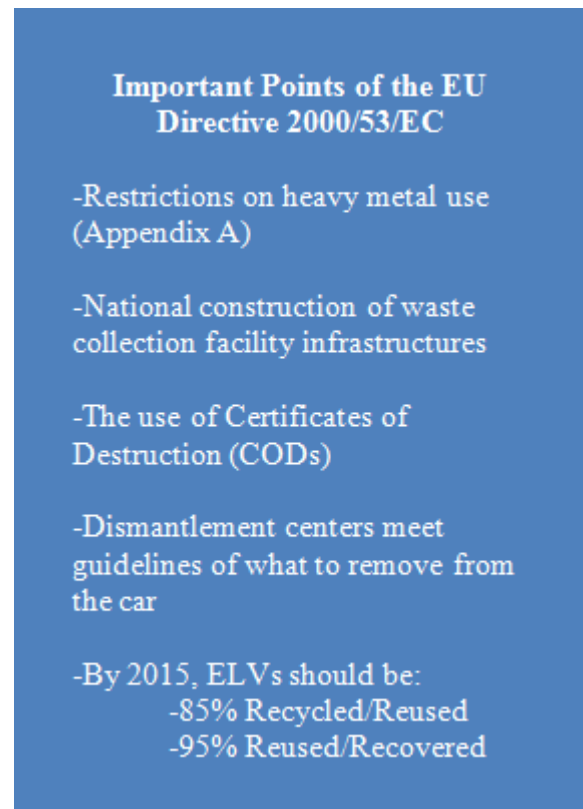 Important Points of the EU
Directive 2000/53/EC
-Restrictions on heavy metal use
(Appendix A)
-National construction of waste
collection facility infrastructures
-The use of Certificates of
Destruction (CODs)
-Dismantlement centers meet
guidelines of what to remove from
the car
-By 2015, ELVs should be:
-85% Recycled/Reused
-95% Reused/Recovered